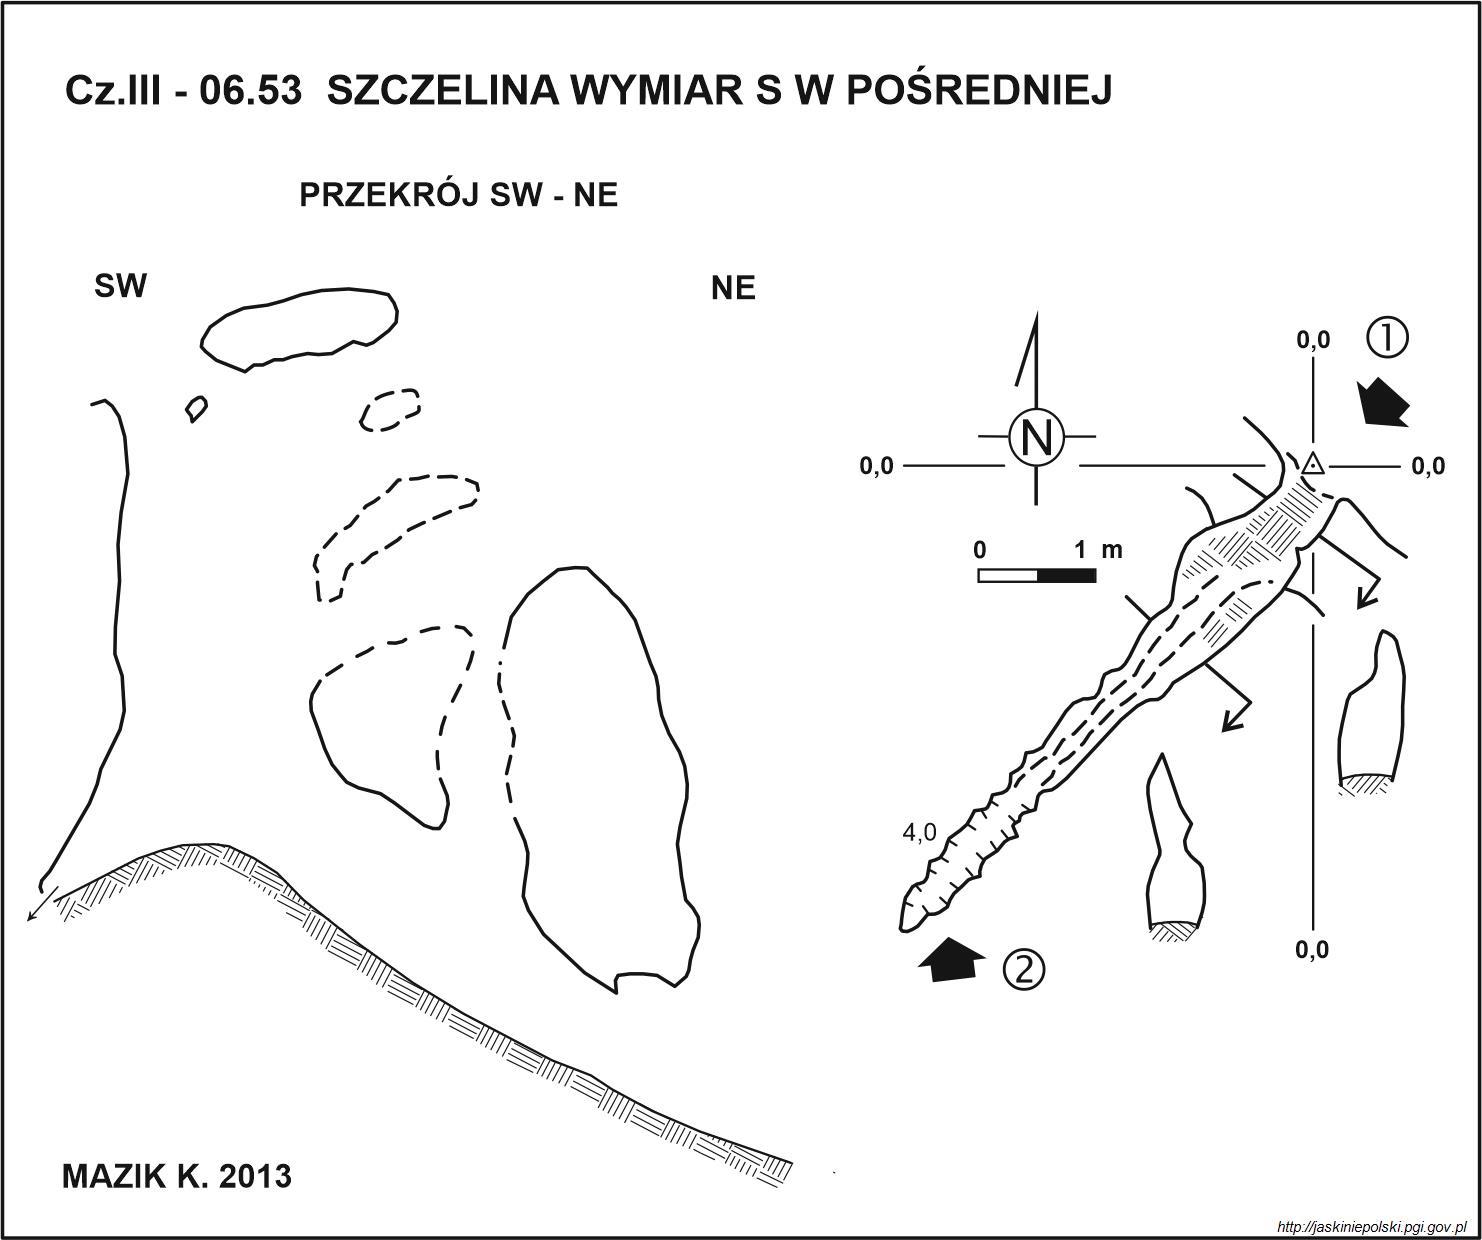 Cz.III - 06.53 SZCZELINA WYMIAR S W POŚREDNIEJ
PRZEKRÓJ SW - NE
SW
NE
0,0
1
N
0,0
0,0
0 1 m
4,0
2
0,0
MAZIK K. 2013
http://jaskiniepolski.pgi.gov.pl